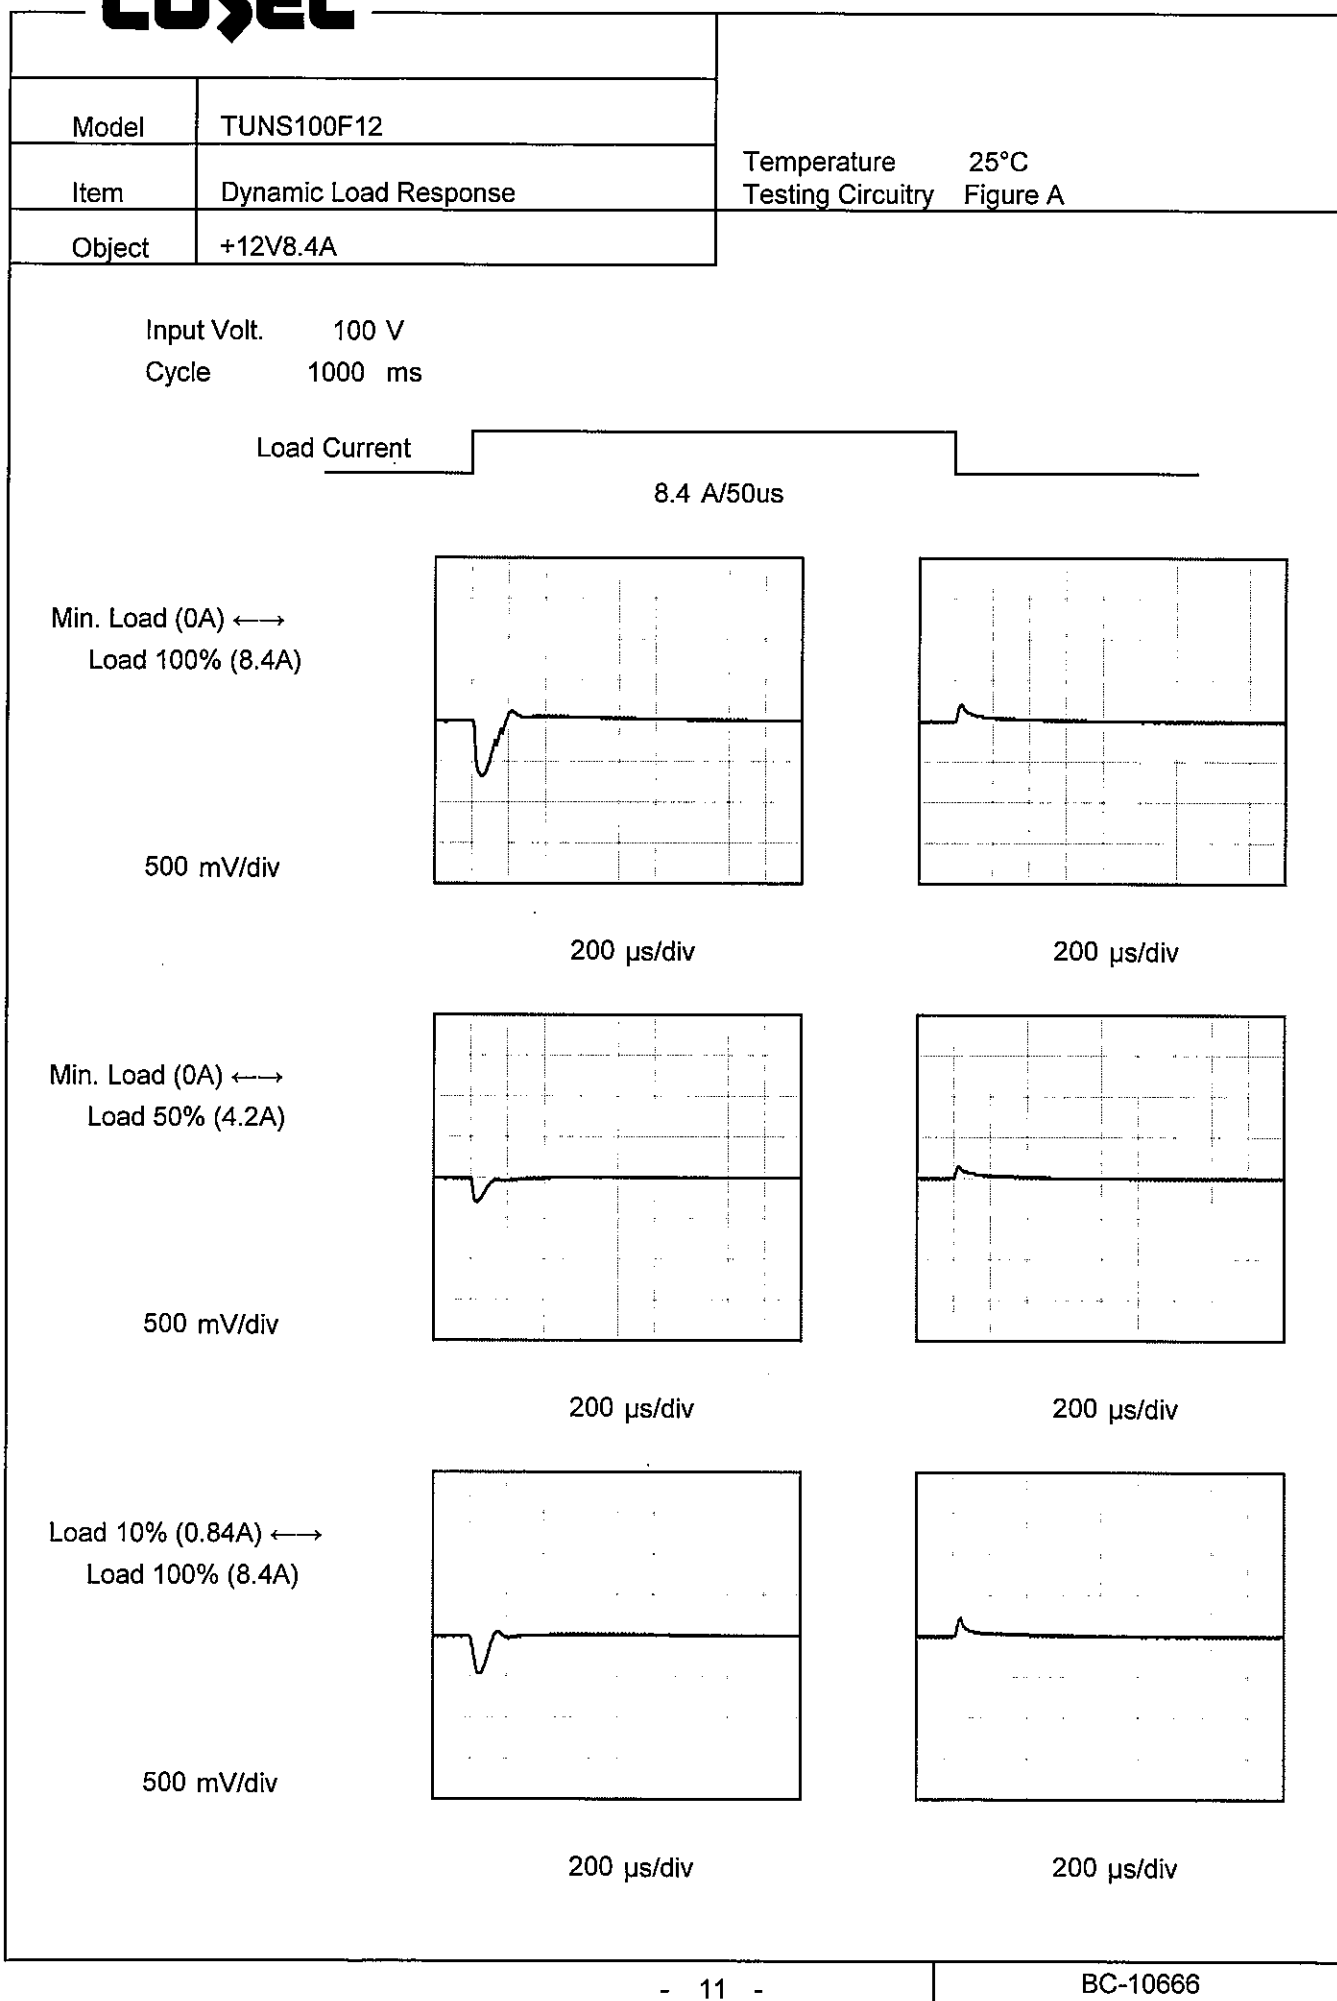 COSEL
Model TUNS100F12
Item Dynamic Load Response
Object +12V8.4A
Temperature 25°C
Testing Circuitry Figure A
Input Volt. 100 V
Cycle 1000 ms
Load Current
8.4 A/50us
Min. Load (0A) ←→
Load 100% (8.4A)
500 mV/div
200 µs/div 200 µs/div
Min. Load (0A) ←→
Load 50% (4.2A)
500 mV/div
200 µs/div 200 µs/div
Load 10% (0.84A) ←→
Load 100% (8.4A)
500 mV/div
200 µs/div 200 µs/div
- 11 - BC-10666